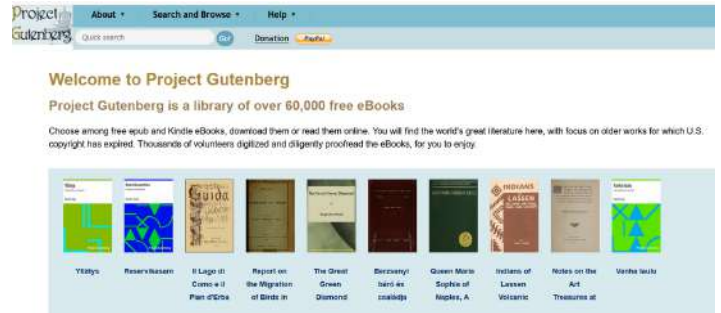 Project
Gutenberg
About ▾ Search and Browse ▾ Help ▾
Quick search Go! Donation PayPal
Welcome to Project Gutenberg
Project Gutenberg is a library of over 60,000 free eBooks
Choose among free epub and Kindle eBooks, download them or read them online. You will find the world's great literature here, with focus on older works for which U.S.
copyright has expired. Thousands of volunteers digitized and diligently proofread the eBooks, for you to enjoy.
Guida
INDIANS
LASSEN
Yllätys
Il Lago di
Como e il
Pian d'Erba
Report on
the Migration
of Birds in
The Great
Green
Diamond
Berzsenyi
báró és
családja
Queen Maria
Sophie of
Naples, A
Indians of
Lassen
Volcanic
Notes on the
Art
Treasures at
Vanha laulu